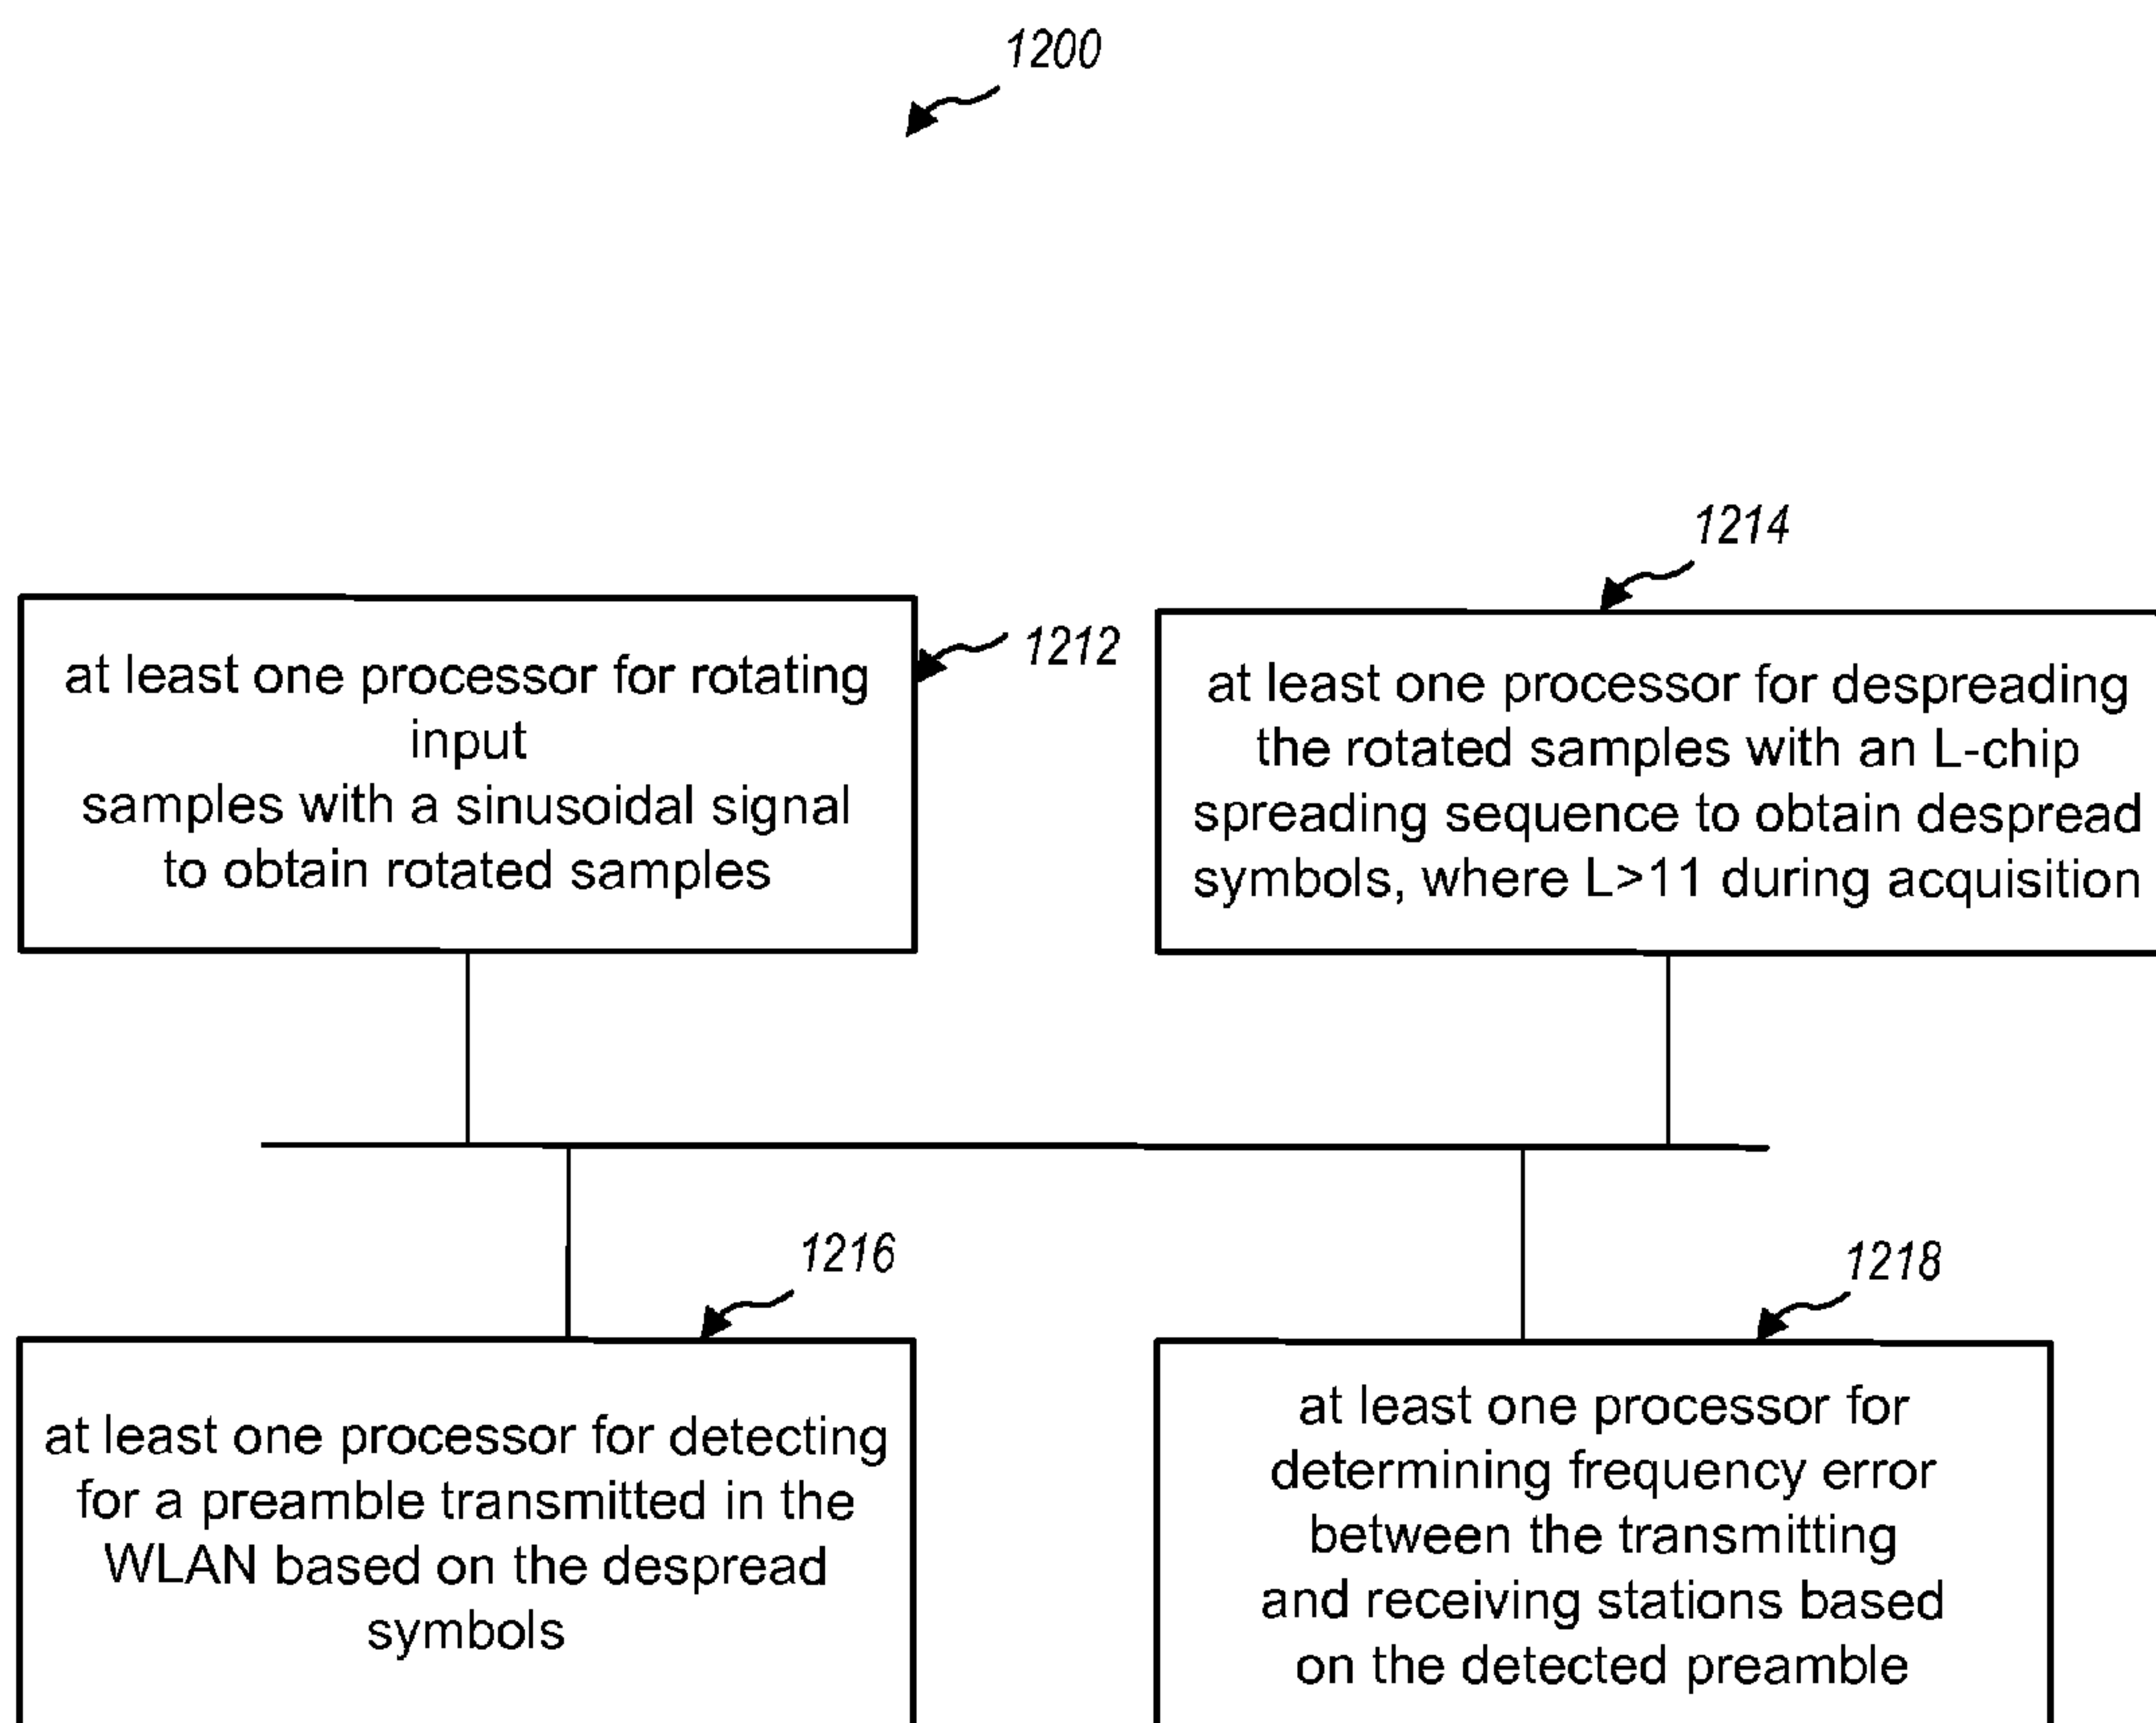 1200
1214
1212
at least one processor for rotating
input
samples with a sinusoidal signal
to obtain rotated samples
at least one processor for despreading
the rotated samples with an L-chip
spreading sequence to obtain despread
symbols, where L>11 during acquisition
1216
1218
at least one processor for detecting
for a preamble transmitted in the
WLAN based on the despread
symbols
at least one processor for
determining frequency error
between the transmitting
and receiving stations based
on the detected preamble